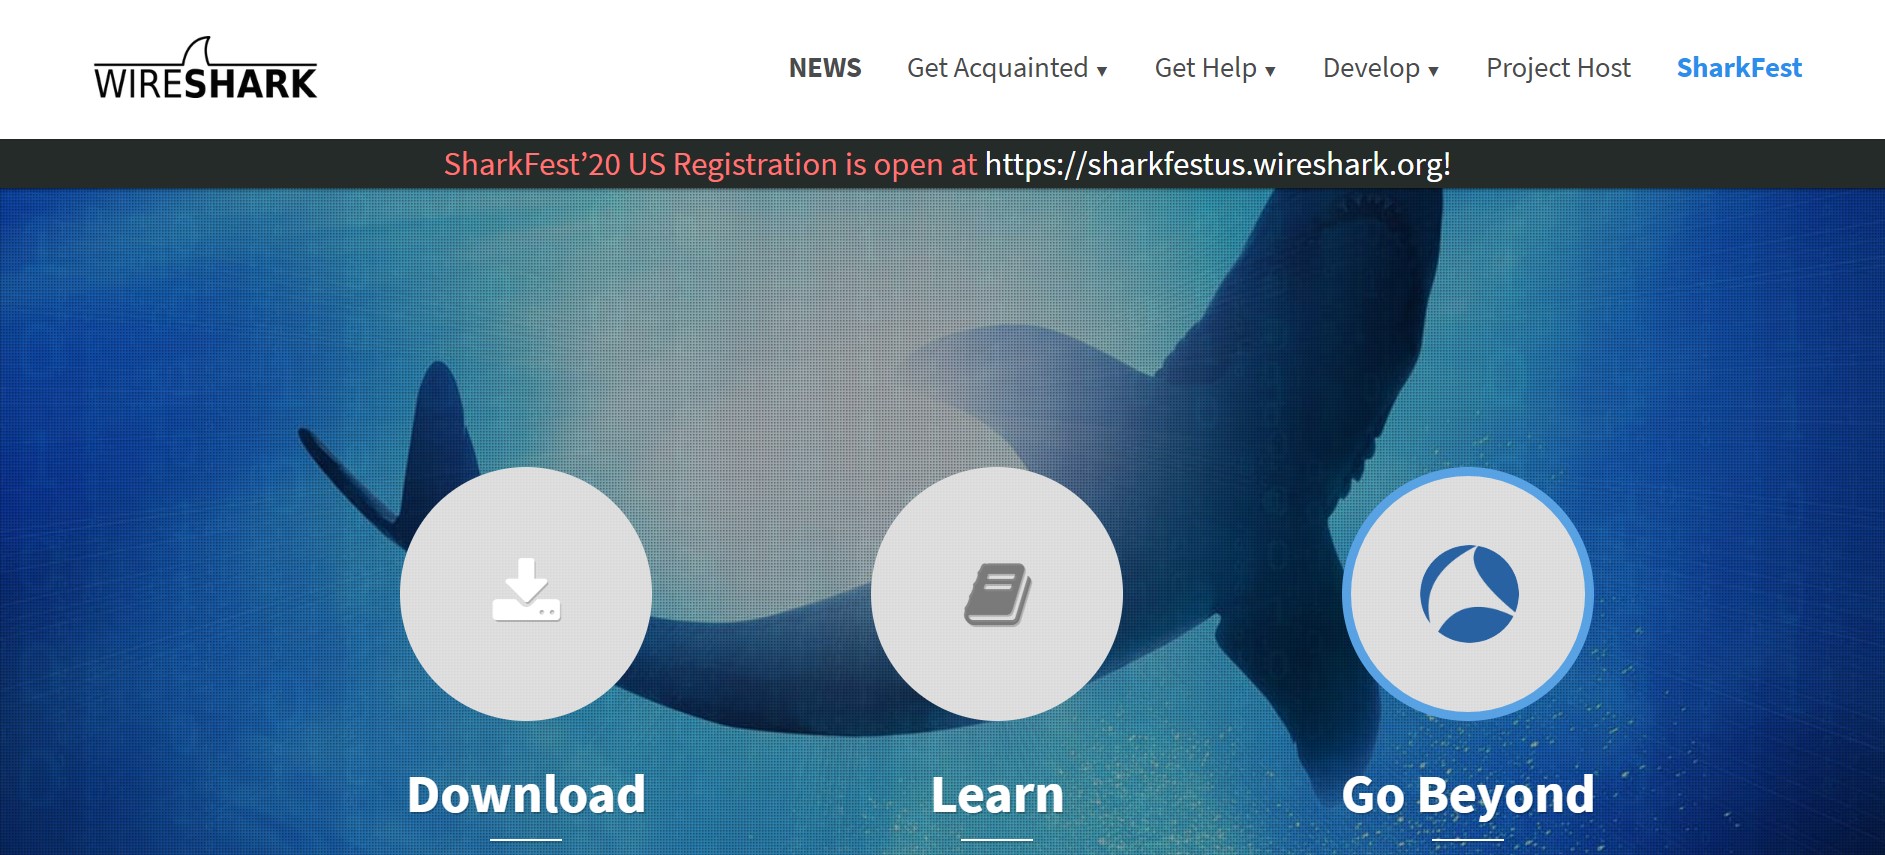 WIRESHARK
NEWS Get Acquainted ▼ Get Help ▼ Develop ▼ Project Host SharkFest
SharkFest’20 US Registration is open at https://sharkfestus.wireshark.org!
Download Learn Go Beyond